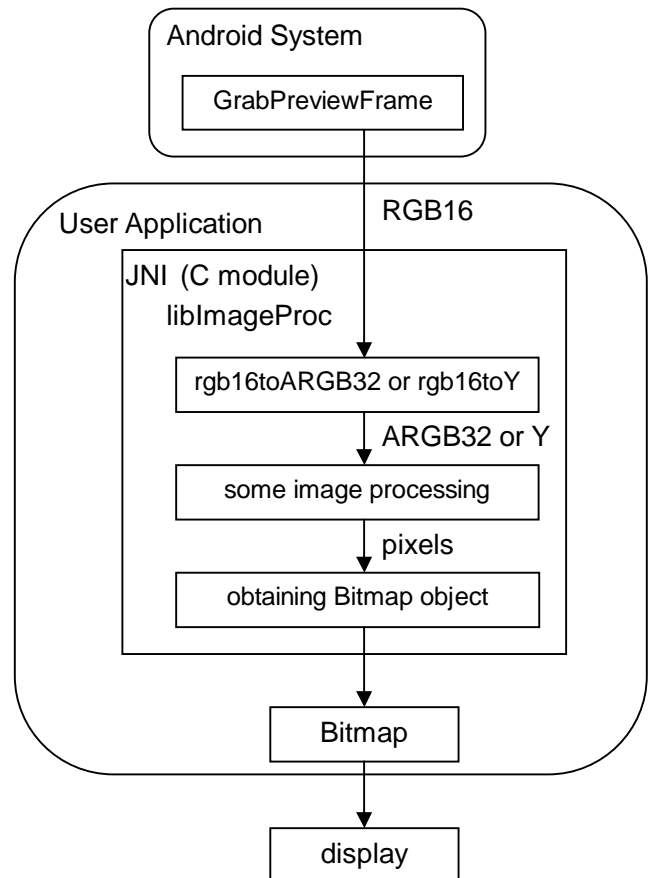 Android System
GrabPreviewFrame
RGB16
User Application
JNI (C module)
libImageProc
rgb16toARGB32 or rgb16toY
ARGB32 or Y
some image processing
pixels
obtaining Bitmap object
Bitmap
display